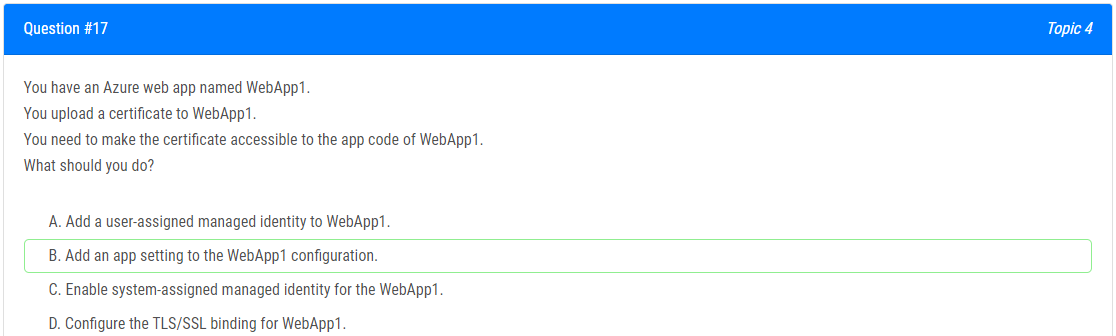 Question #17
Topic 4
You have an Azure web app named WebApp1.
You upload a certificate to WebApp1.
You need to make the certificate accessible to the app code of WebApp1.
What should you do?
A. Add a user-assigned managed identity to WebApp1.
B. Add an app setting to the WebApp1 configuration.
C. Enable system-assigned managed identity for the WebApp1.
D. Configure the TLS/SSL binding for WebApp1.